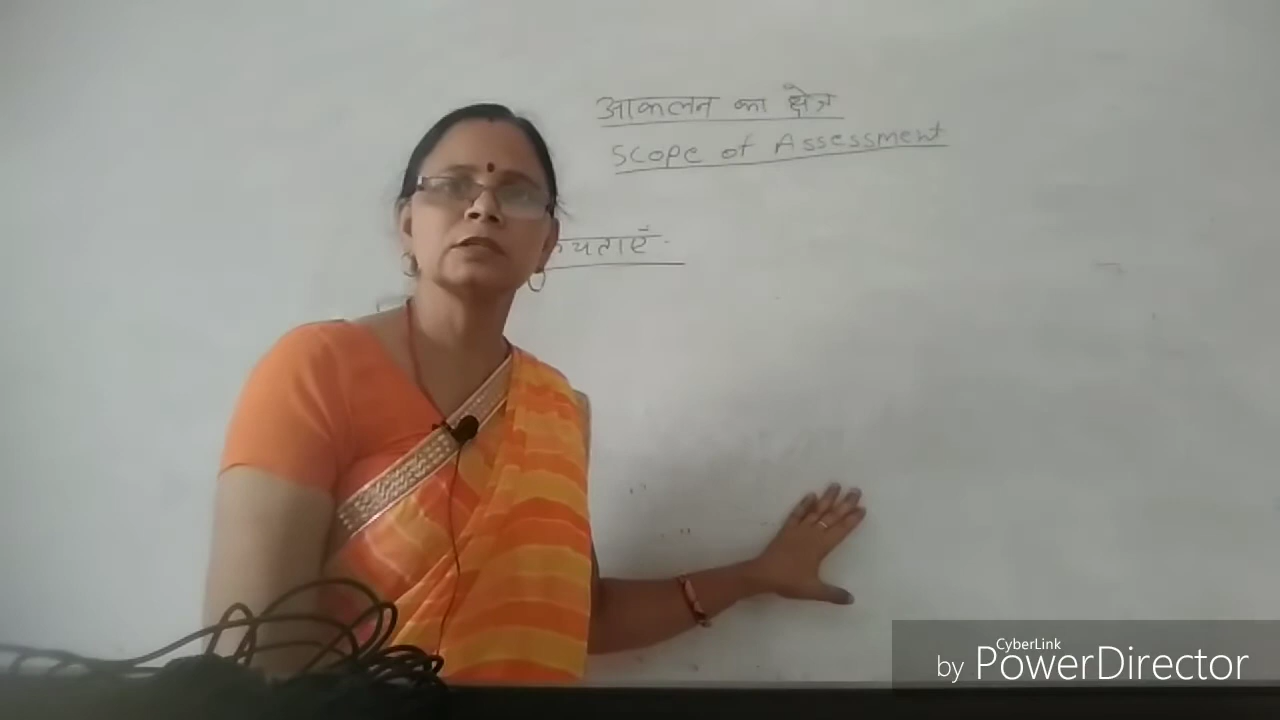 आकलन का क्षेत्र
Scope of Assessment
CyberLink
by PowerDirector